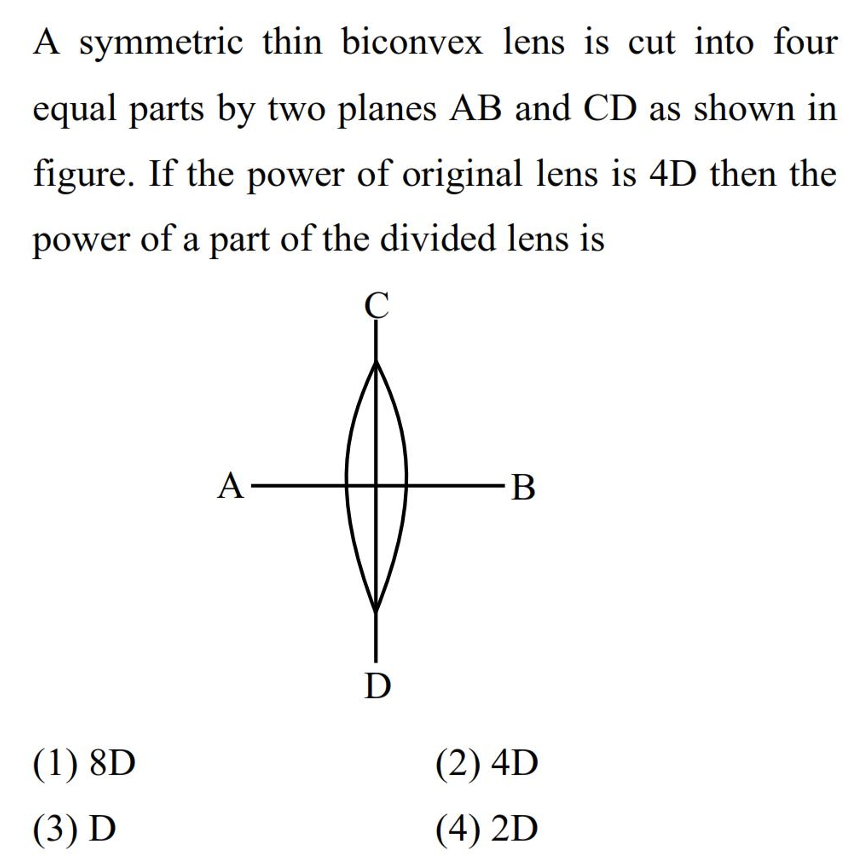 A symmetric thin biconvex lens is cut into four
equal parts by two planes AB and CD as shown in
figure. If the power of original lens is 4D then the
power of a part of the divided lens is
C
A B
D
(1) 8D (2) 4D
(3) D (4) 2D